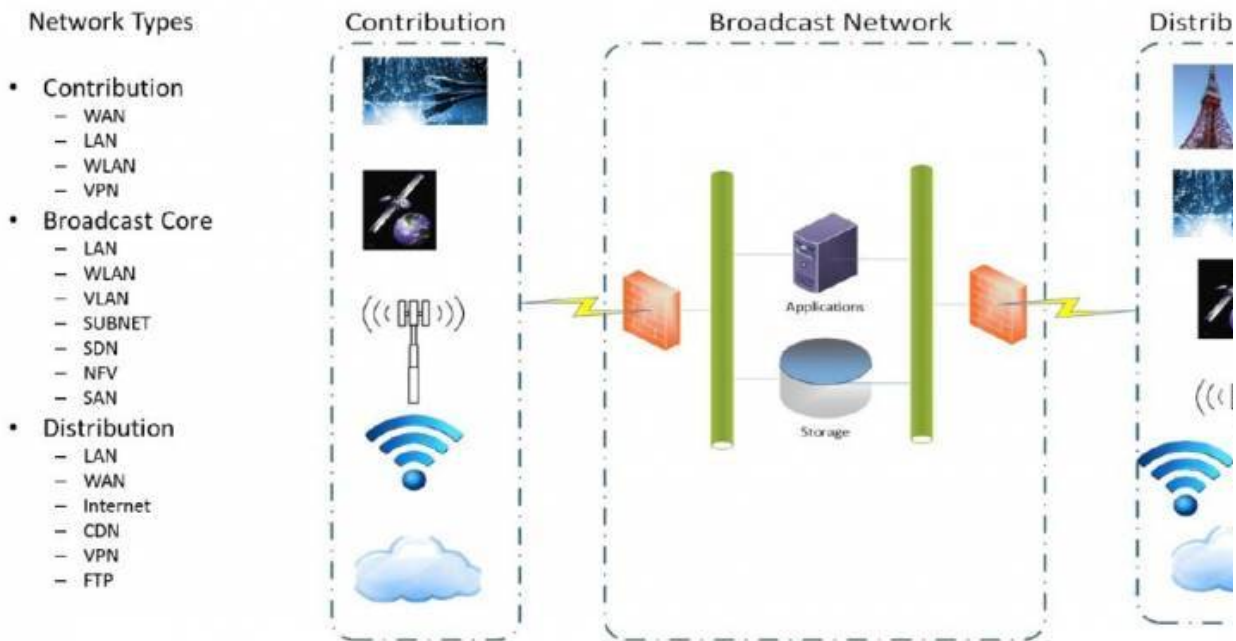 Network Types
• Contribution
– WAN
– LAN
– WLAN
– VPN
• Broadcast Core
– LAN
– WLAN
– VLAN
– SUBNET
– SDN
– NFV
– SAN
• Distribution
– LAN
– WAN
– Internet
– CDN
– VPN
– FTP
Contribution
Broadcast Network
Applications
Storage
Distrib